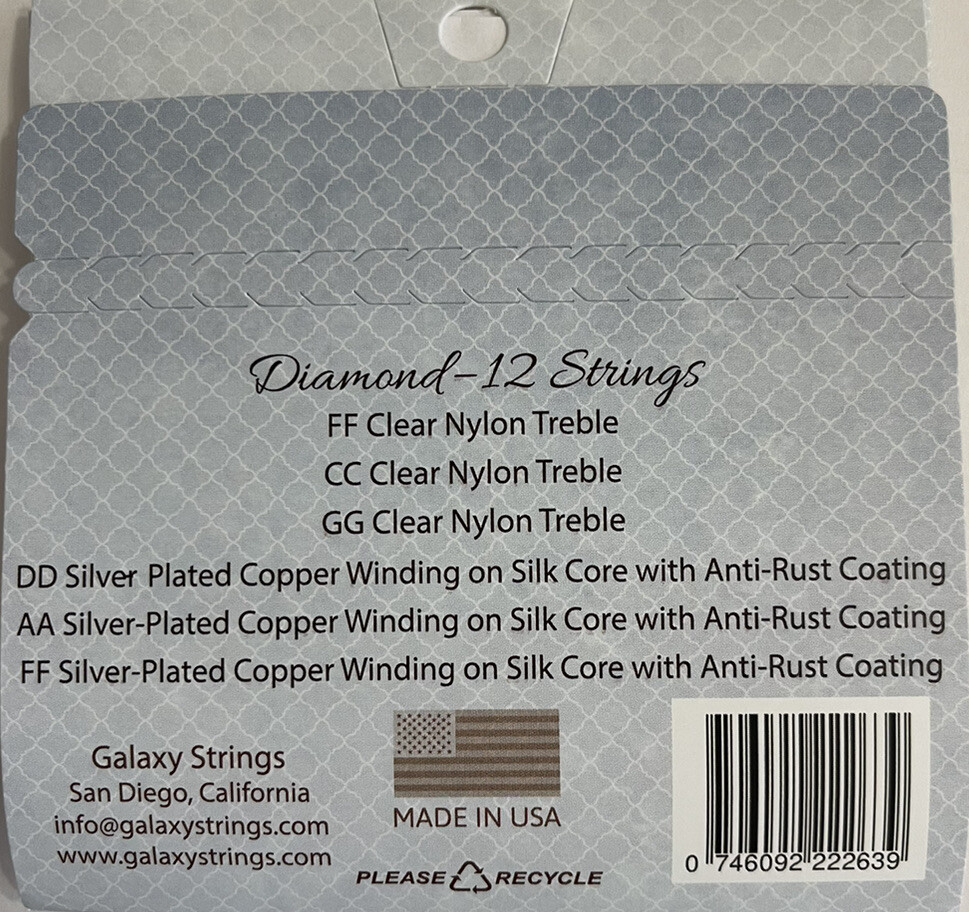 Diamond-12 Strings
FF Clear Nylon Treble
CC Clear Nylon Treble
GG Clear Nylon Treble
DD Silver Plated Copper Winding on Silk Core with Anti-Rust Coating
AA Silver-Plated Copper Winding on Silk Core with Anti-Rust Coating
FF Silver-Plated Copper Winding on Silk Core with Anti-Rust Coating
Galaxy Strings
San Diego, California
info@galaxystrings.com
www.galaxystrings.com
MADE IN USA
PLEASE RECYCLE
0 746092 222639